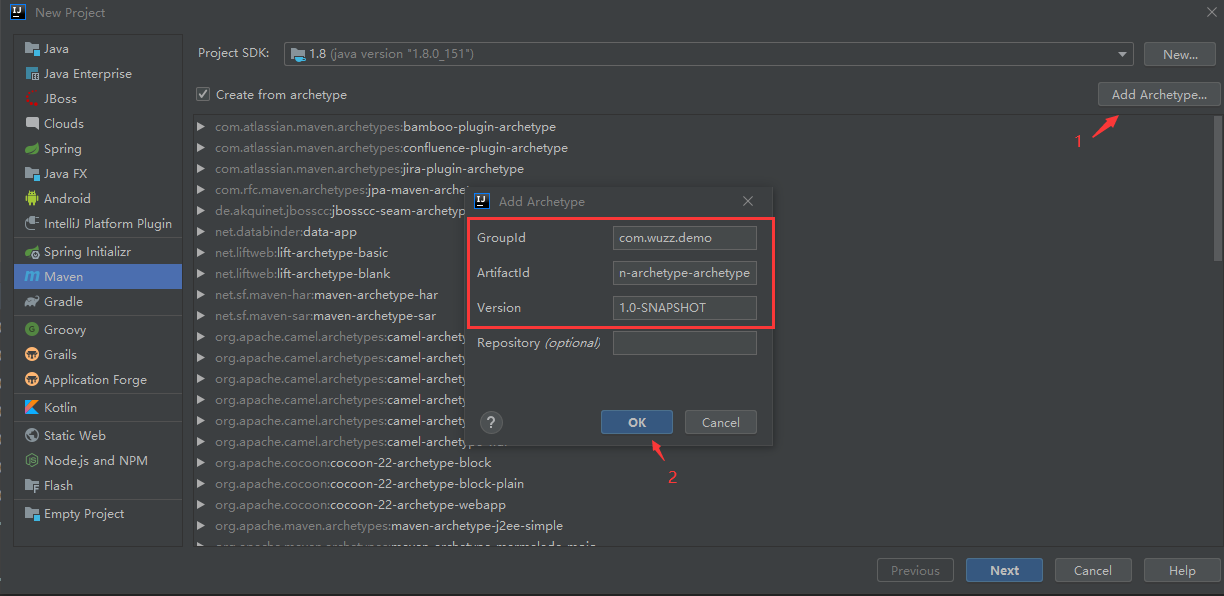 New Project
Java
Java Enterprise
JBoss
Clouds
Spring
Java FX
Android
IntelliJ Platform Plugin
Spring Initializr
Maven
Gradle
Groovy
Grails
Application Forge
Kotlin
Static Web
Node.js and NPM
Flash
Empty Project
Project SDK: 1.8 (java version "1.8.0_151") New...
Create from archetype Add Archetype...
1
com.atlassian.maven.archetypes:bamboo-plugin-archetype
com.atlassian.maven.archetypes:confluence-plugin-archetype
com.atlassian.maven.archetypes:jira-plugin-archetype
com.rfc.maven.archetypes:jpa-maven-arche
de.akquinet.jbosscc:jbosscc-seam-archetyp
net.databinder:data-app
net.liftweb:lift-archetype-basic
net.liftweb:lift-archetype-blank
net.sf.maven-har:maven-archetype-har
net.sf.maven-sar:maven-archetype-sar
org.apache.camel.archetypes:camel-archety
org.apache.camel.archetypes:camel-archety
org.apache.camel.archetypes:camel-archety
org.apache.camel.archetypes:camel-archety
org.apache.camel.archetypes:camel-archety
org.apache.camel.archetypes:camel-archetype-war
org.apache.cocoon:cocoon-22-archetype-block
org.apache.cocoon:cocoon-22-archetype-block-plain
org.apache.cocoon:cocoon-22-archetype-webapp
org.apache.maven.archetypes:maven-archetype-j2ee-simple
org.apache.maven.archetypes:maven-archetype-marmalade-mojo
Add Archetype
GroupId com.wuzz.demo
ArtifactId n-archetype-archetype
Version 1.0-SNAPSHOT
Repository (optional)
? OK Cancel
2
Previous Next Cancel Help